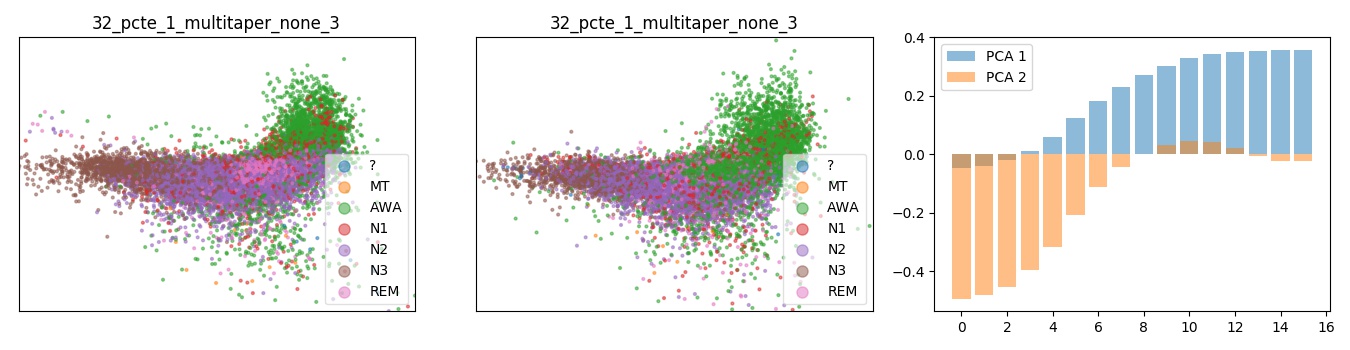 32_pcte_1_multitaper_none_3
?
MT
AWA
N1
N2
N3
REM
32_pcte_1_multitaper_none_3
?
MT
AWA
N1
N2
N3
REM
PCA 1
PCA 2
0.4
0.2
0.0
−0.2
−0.4
0 2 4 6 8 10 12 14 16